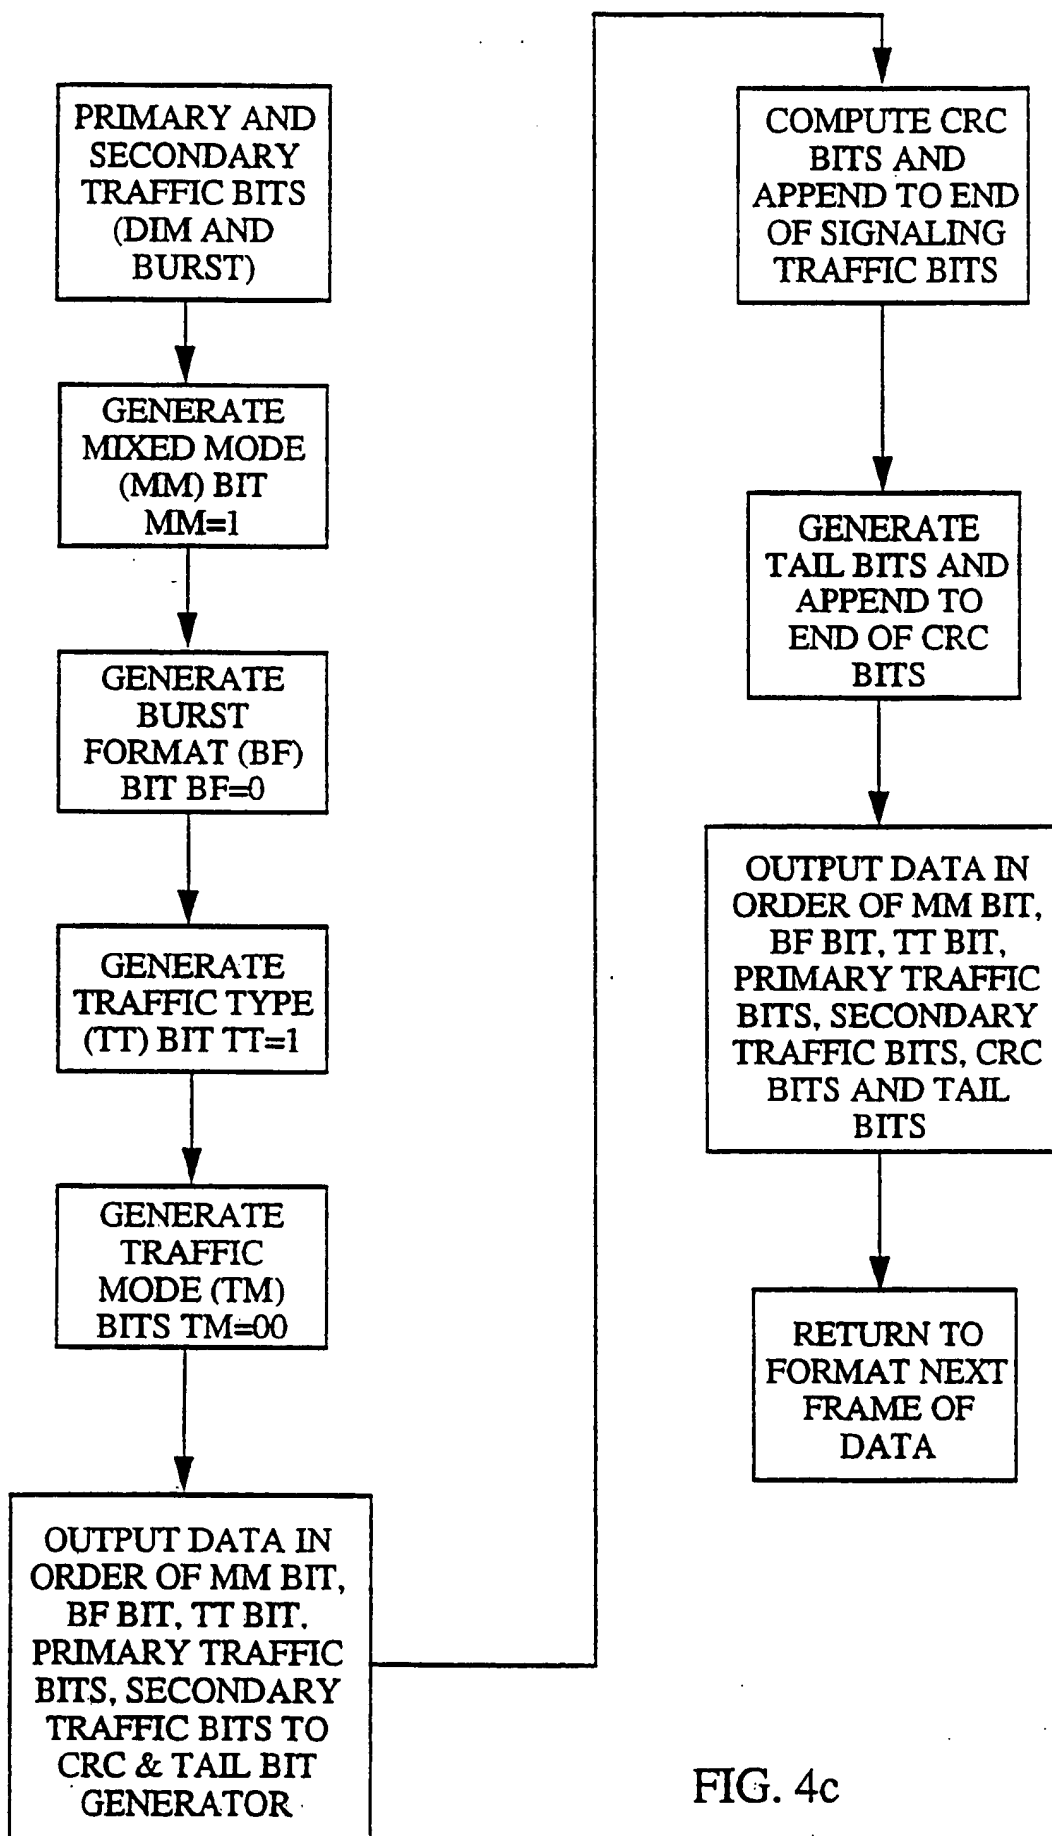 PRIMARY AND
SECONDARY
TRAFFIC BITS
(DIM AND
BURST)
GENERATE
MIXED MODE
(MM) BIT
MM=1
GENERATE
BURST
FORMAT (BF)
BIT BF=0
GENERATE
TRAFFIC TYPE
(TT) BIT TT=1
GENERATE
TRAFFIC
MODE (TM)
BITS TM=00
OUTPUT DATA IN
ORDER OF MM BIT,
BF BIT, TT BIT,
PRIMARY TRAFFIC
BITS, SECONDARY
TRAFFIC BITS TO
CRC & TAIL BIT
GENERATOR
COMPUTE CRC
BITS AND
APPEND TO END
OF SIGNALING
TRAFFIC BITS
GENERATE
TAIL BITS AND
APPEND TO
END OF CRC
BITS
OUTPUT DATA IN
ORDER OF MM BIT,
BF BIT, TT BIT,
PRIMARY TRAFFIC
BITS, SECONDARY
TRAFFIC BITS, CRC
BITS AND TAIL
BITS
RETURN TO
FORMAT NEXT
FRAME OF
DATA
FIG. 4c